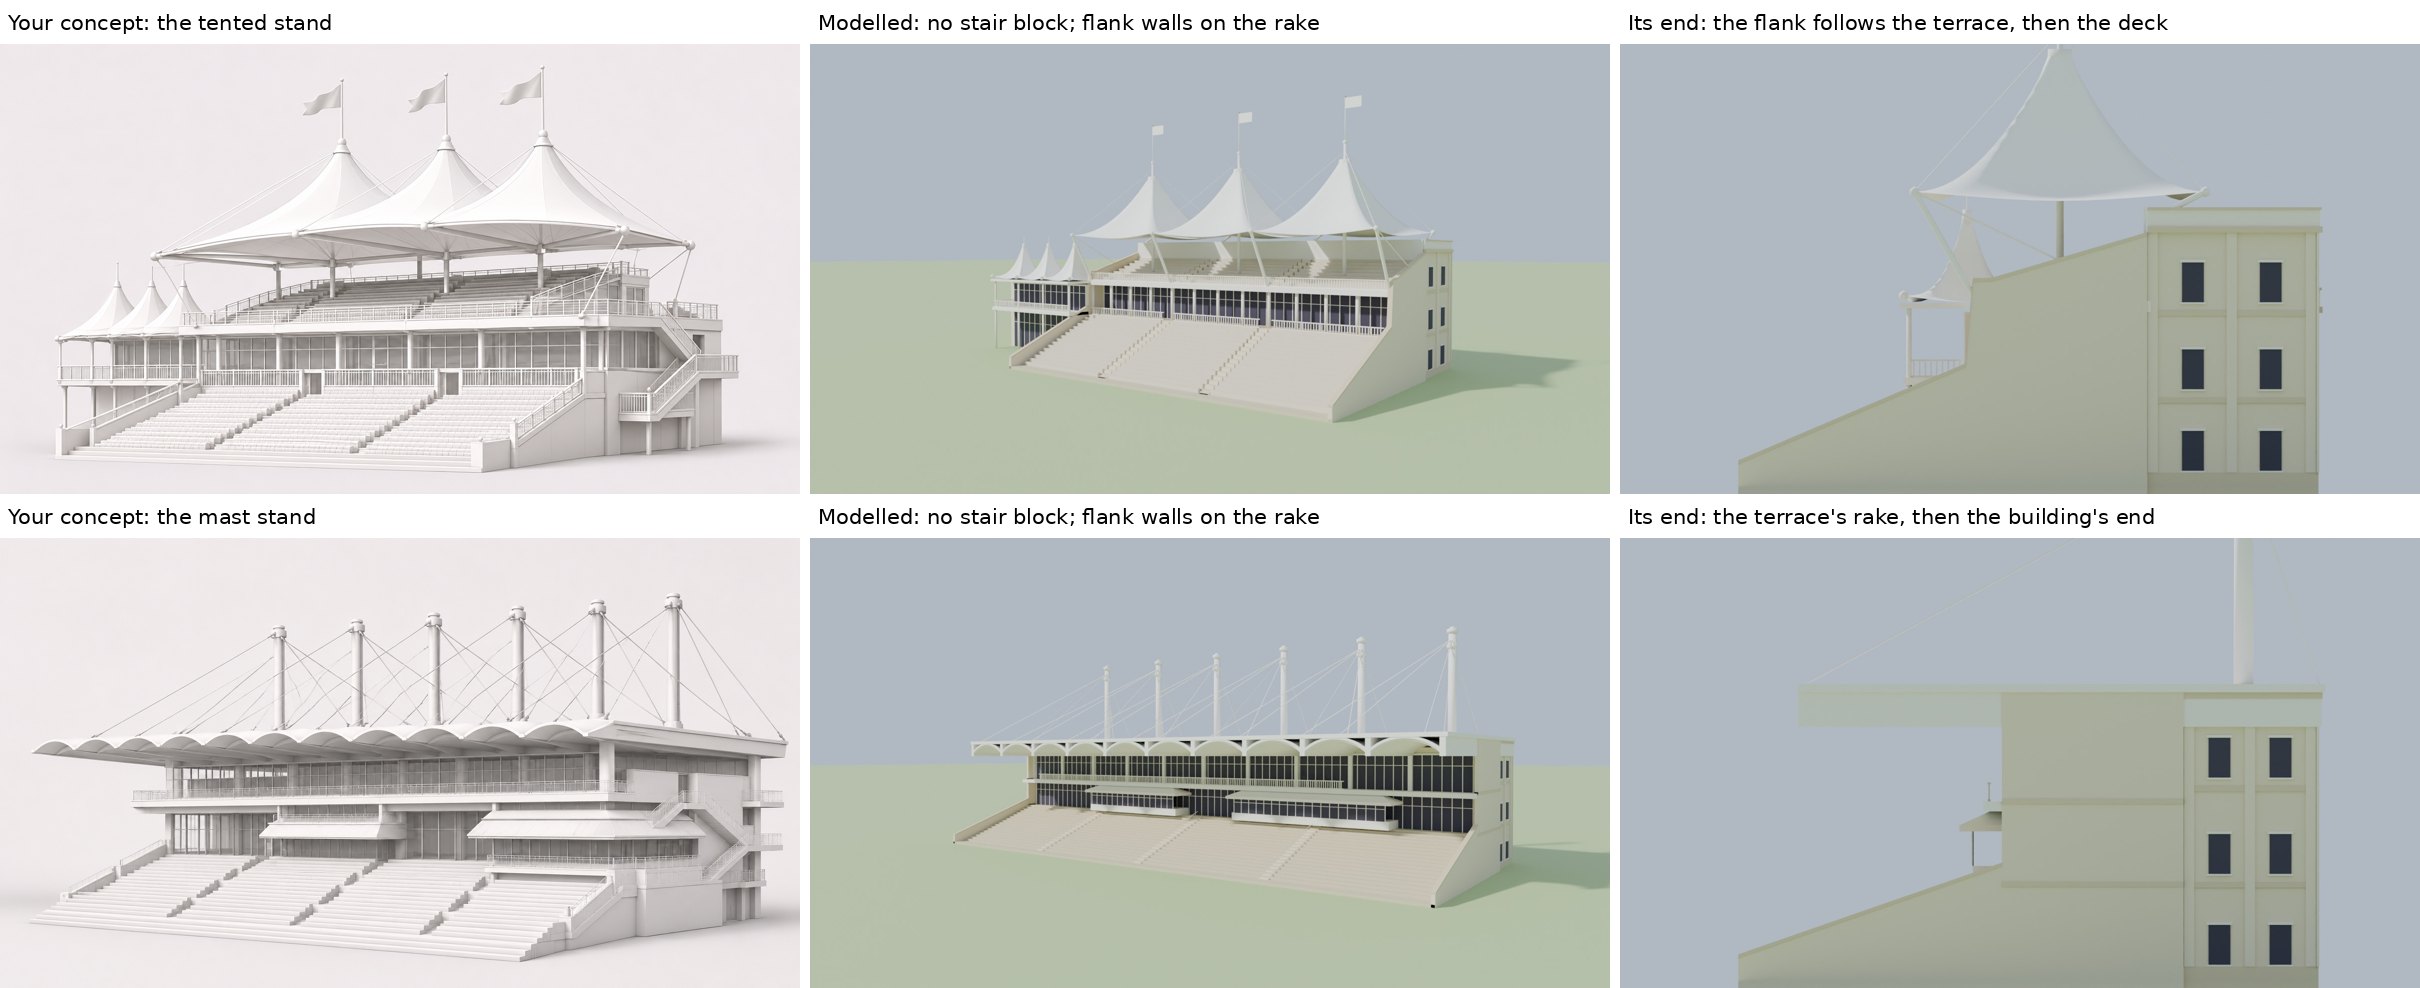 Your concept: the tented stand
Modelled: no stair block; flank walls on the rake
Its end: the flank follows the terrace, then the deck
Your concept: the mast stand
Modelled: no stair block; flank walls on the rake
Its end: the terrace's rake, then the building's end